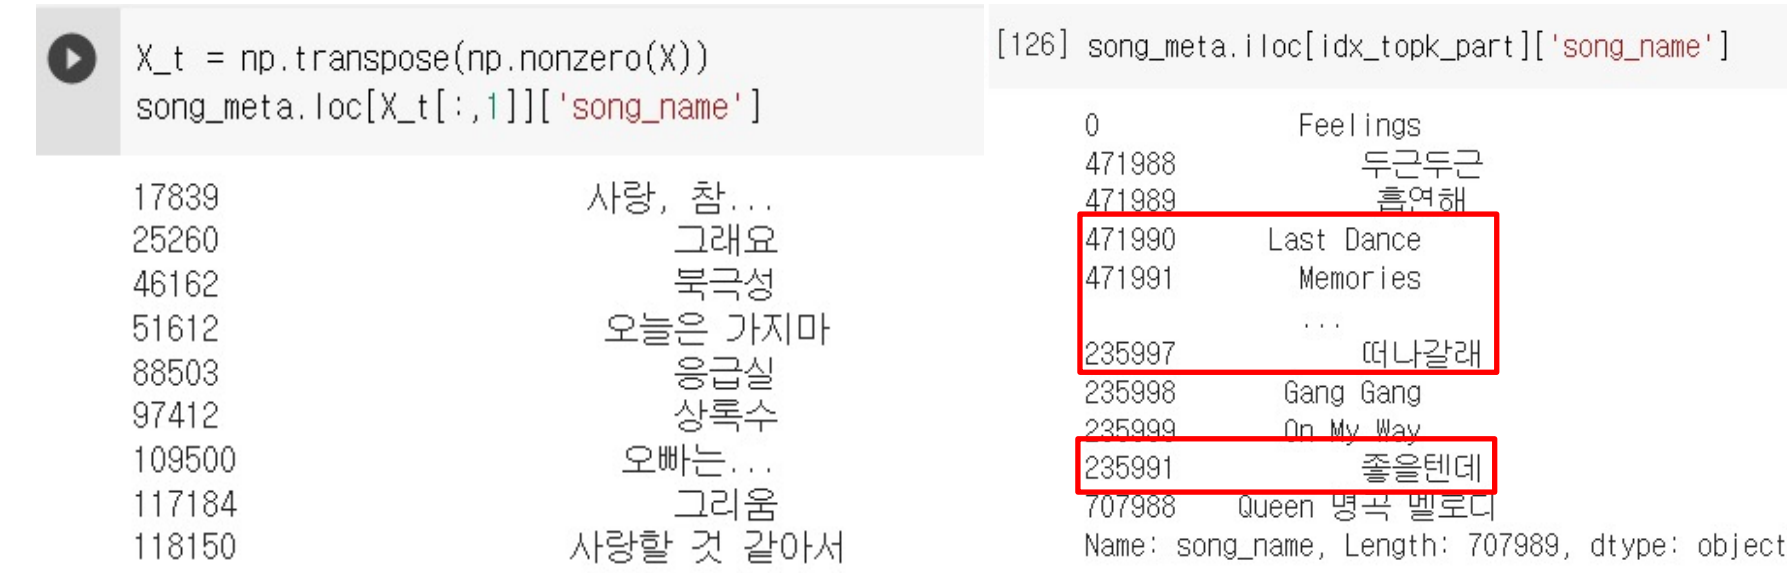 X_t = np.transpose(np.nonzero(X))
song_meta.loc[X_t[:,1]]['song_name']
17839 사랑, 참...
25260 그래요
46162 북극성
51612 오늘은 가지마
88503 응급실
97412 상록수
109500 오빠는...
117184 그리움
118150 사랑할 것 같아서
[126] song_meta.iloc[idx_topk_part]['song_name']
0 Feelings
471988 두근두근
471989 흡연해
471990 Last Dance
471991 Memories
...
235997 떠나갈래
235998 Gang Gang
235999 On My Way
235991 좋을텐데
707988 Queen 명곡 멜로디
Name: song_name, Length: 707989, dtype: object